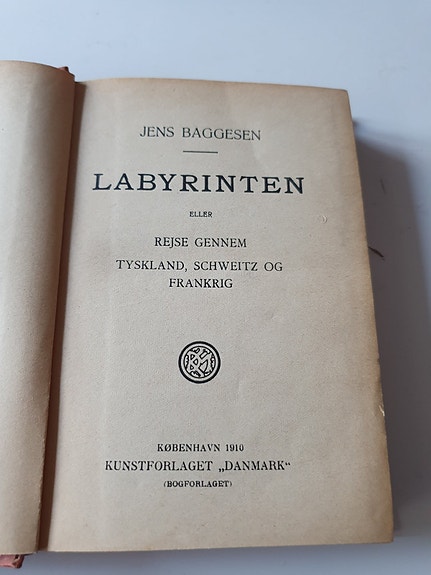 JENS BAGGESEN
LABYRINTEN
ELLER
REJSE GENNEM
TYSKLAND, SCHWEITZ OG
FRANKRIG
KØBENHAVN 1910
KUNSTFORLAGET „DANMARK“
(BOGFORLAGET)